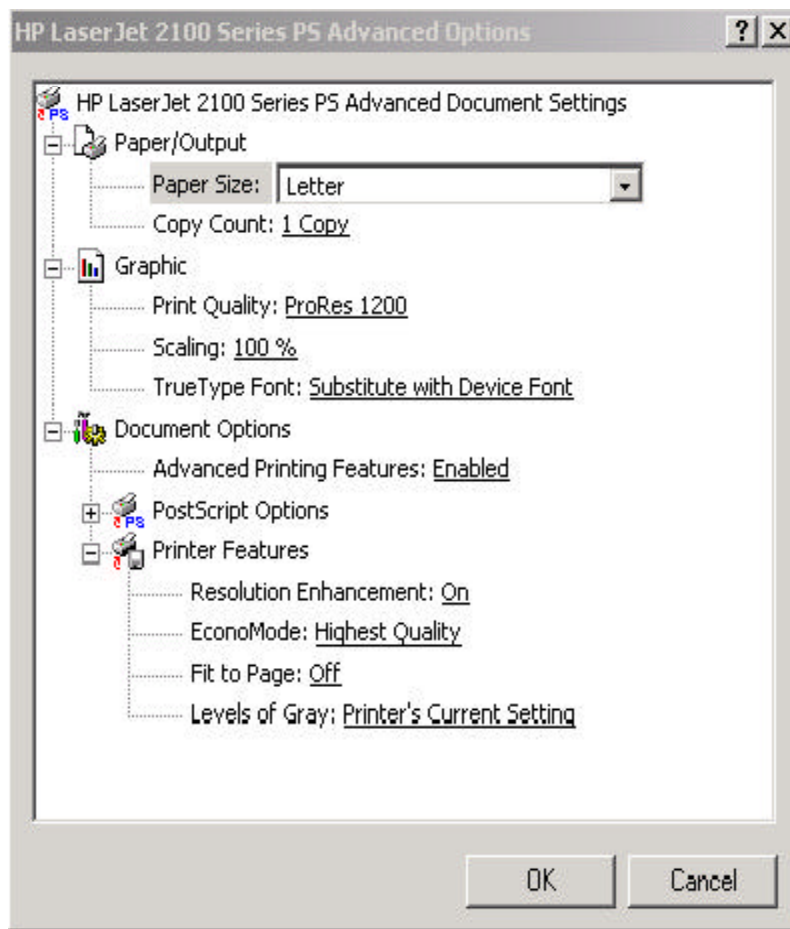 HP LaserJet 2100 Series PS Advanced Options
HP LaserJet 2100 Series PS Advanced Document Settings
Paper/Output
Paper Size: Letter
Copy Count: 1 Copy
Graphic
Print Quality: ProRes 1200
Scaling: 100 %
TrueType Font: Substitute with Device Font
Document Options
Advanced Printing Features: Enabled
PostScript Options
Printer Features
Resolution Enhancement: On
EconoMode: Highest Quality
Fit to Page: Off
Levels of Gray: Printer's Current Setting
OK Cancel